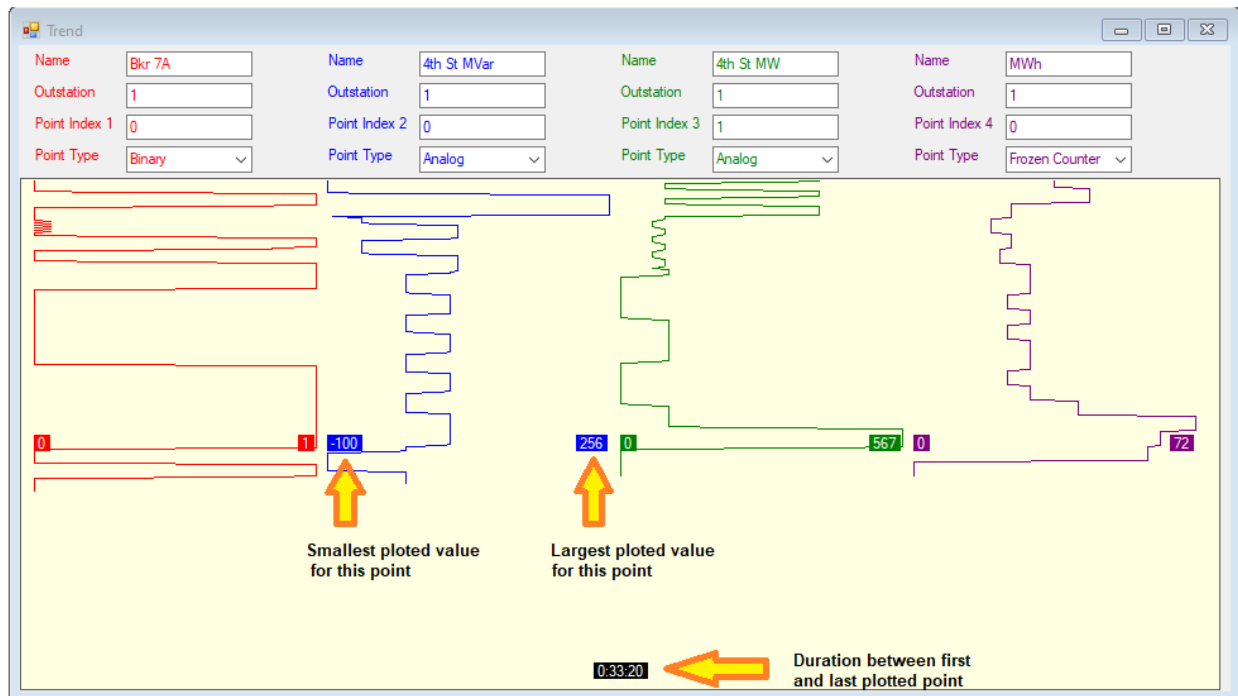 Trend
Name Bkr 7A Name 4th St MVar Name 4th St MW Name MWh
Outstation 1 Outstation 1 Outstation 1 Outstation 1
Point Index 1 0 Point Index 2 0 Point Index 3 1 Point Index 4 0
Point Type Binary Point Type Analog Point Type Analog Point Type Frozen Counter
0 1 -100 256 0 567 0 72
Smallest ploted value Largest ploted value
for this point for this point
0:33:20 Duration between first
and last plotted point